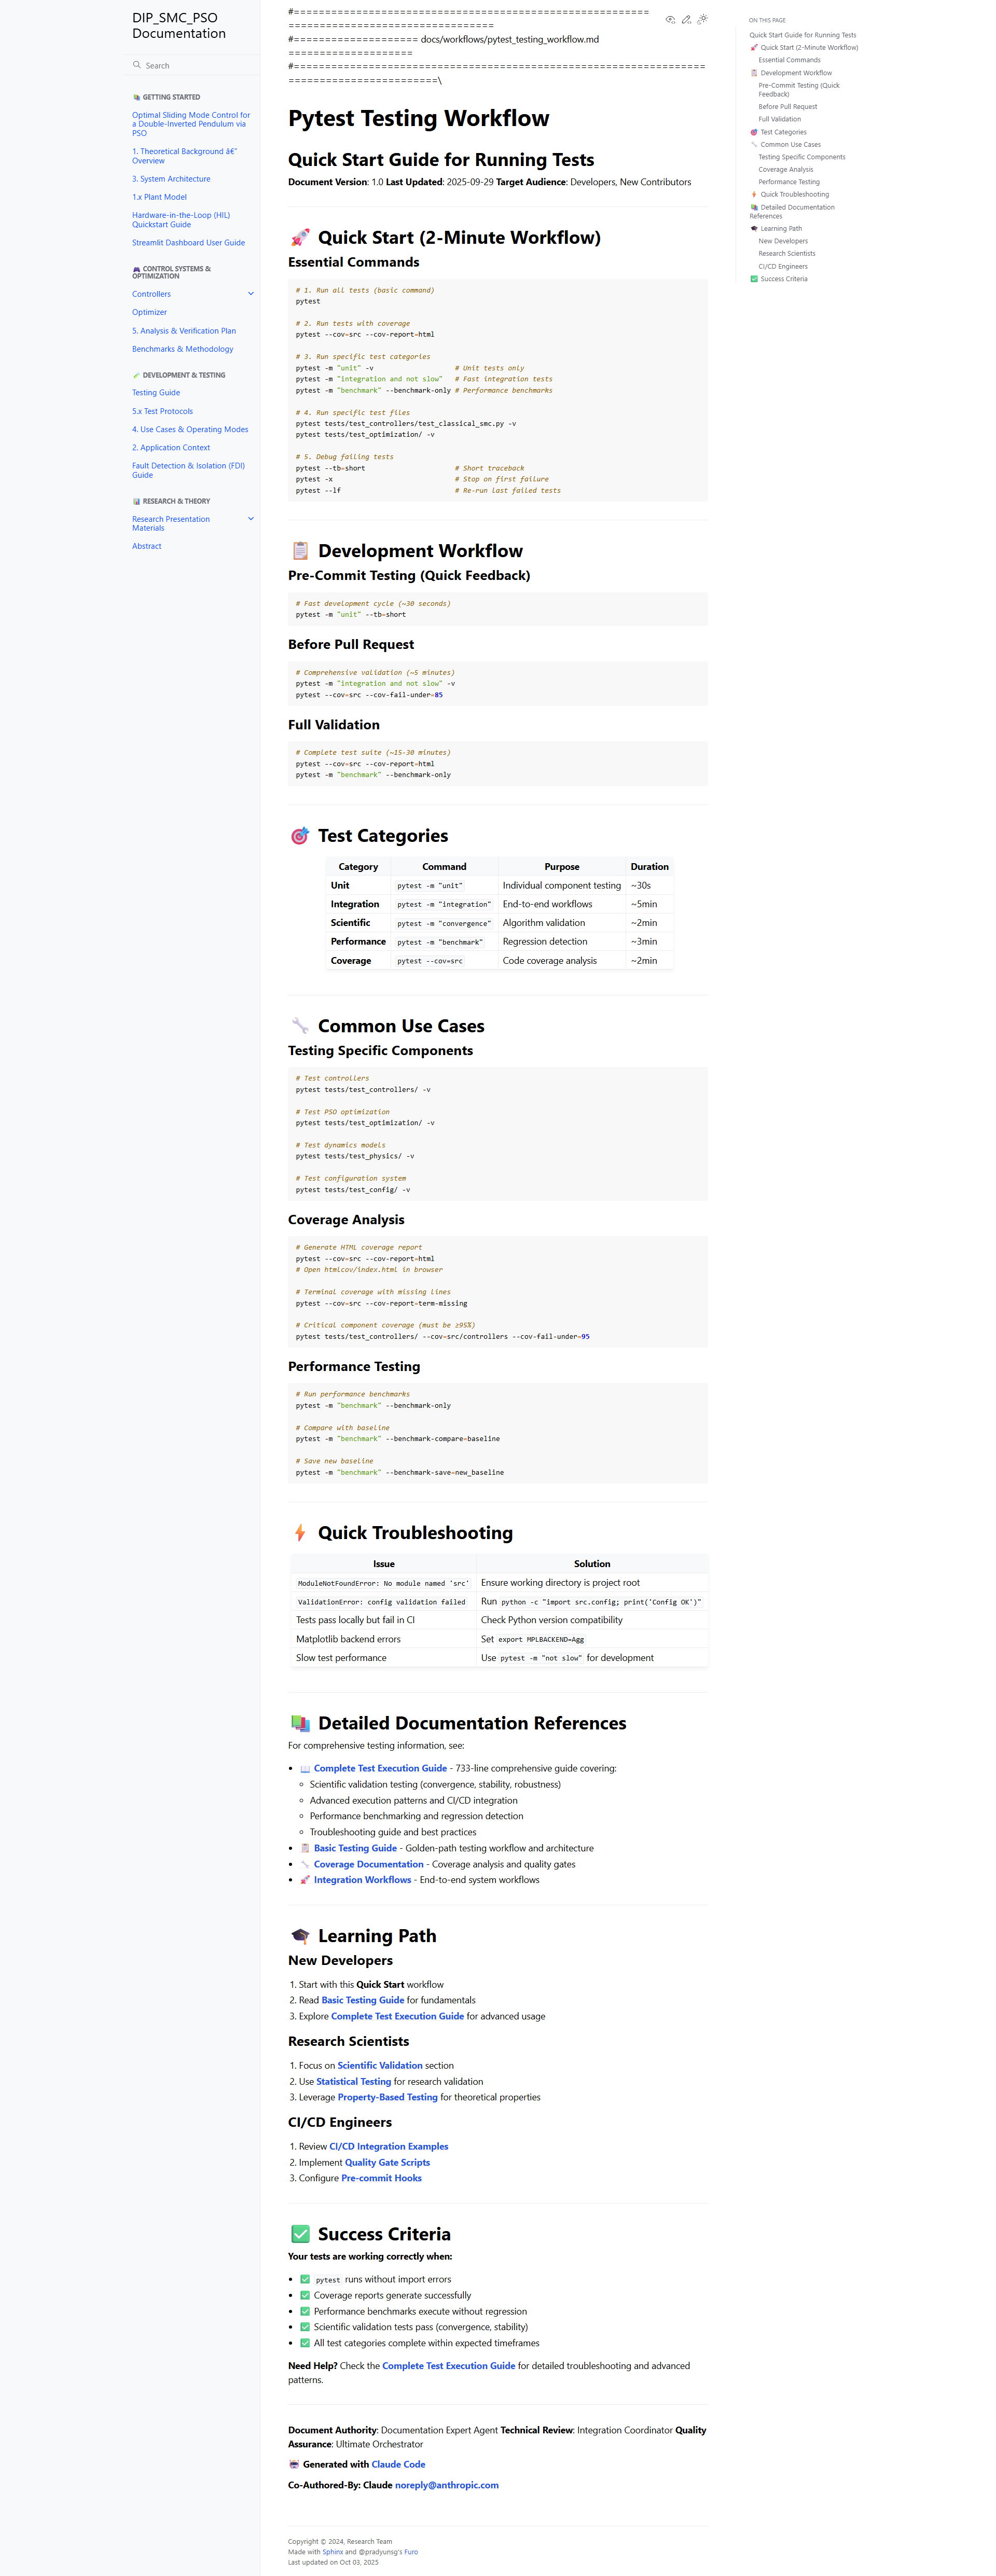 DIP_SMC_PSO
Documentation
Search
📚 GETTING STARTED
Optimal Sliding Mode Control for
a Double-Inverted Pendulum via
PSO
1. Theoretical Background â€"
Overview
3. System Architecture
1.x Plant Model
Hardware-in-the-Loop (HIL)
Quickstart Guide
Streamlit Dashboard User Guide
🎮 CONTROL SYSTEMS &
OPTIMIZATION
Controllers
Optimizer
5. Analysis & Verification Plan
Benchmarks & Methodology
🧪 DEVELOPMENT & TESTING
Testing Guide
5.x Test Protocols
4. Use Cases & Operating Modes
2. Application Context
Fault Detection & Isolation (FDI)
Guide
📊 RESEARCH & THEORY
Research Presentation
Materials
Abstract
#==========================================================
=================================
#==================== docs/workflows/pytest_testing_workflow.md
====================
#===================================================================
========================\
Pytest Testing Workflow
Quick Start Guide for Running Tests
Document Version: 1.0 Last Updated: 2025-09-29 Target Audience: Developers, New Contributors
🚀 Quick Start (2-Minute Workflow)
Essential Commands
# 1. Run all tests (basic command)
pytest
# 2. Run tests with coverage
pytest --cov=src --cov-report=html
# 3. Run specific test categories
pytest -m "unit" -v # Unit tests only
pytest -m "integration and not slow" # Fast integration tests
pytest -m "benchmark" --benchmark-only # Performance benchmarks
# 4. Run specific test files
pytest tests/test_controllers/test_classical_smc.py -v
pytest tests/test_optimization/ -v
# 5. Debug failing tests
pytest --tb=short # Short traceback
pytest -x # Stop on first failure
pytest --lf # Re-run last failed tests
📋 Development Workflow
Pre-Commit Testing (Quick Feedback)
# Fast development cycle (~30 seconds)
pytest -m "unit" --tb=short
Before Pull Request
# Comprehensive validation (~5 minutes)
pytest -m "integration and not slow" -v
pytest --cov=src --cov-fail-under=85
Full Validation
# Complete test suite (~15-30 minutes)
pytest --cov=src --cov-report=html
pytest -m "benchmark" --benchmark-only
🎯 Test Categories
Category Command Purpose Duration
Unit pytest -m "unit" Individual component testing ~30s
Integration pytest -m "integration" End-to-end workflows ~5min
Scientific pytest -m "convergence" Algorithm validation ~2min
Performance pytest -m "benchmark" Regression detection ~3min
Coverage pytest --cov=src Code coverage analysis ~2min
🔧 Common Use Cases
Testing Specific Components
# Test controllers
pytest tests/test_controllers/ -v
# Test PSO optimization
pytest tests/test_optimization/ -v
# Test dynamics models
pytest tests/test_physics/ -v
# Test configuration system
pytest tests/test_config/ -v
Coverage Analysis
# Generate HTML coverage report
pytest --cov=src --cov-report=html
# Open htmlcov/index.html in browser
# Terminal coverage with missing lines
pytest --cov=src --cov-report=term-missing
# Critical component coverage (must be ≥95%)
pytest tests/test_controllers/ --cov=src/controllers --cov-fail-under=95
Performance Testing
# Run performance benchmarks
pytest -m "benchmark" --benchmark-only
# Compare with baseline
pytest -m "benchmark" --benchmark-compare=baseline
# Save new baseline
pytest -m "benchmark" --benchmark-save=new_baseline
⚡ Quick Troubleshooting
Issue Solution
ModuleNotFoundError: No module named 'src' Ensure working directory is project root
ValidationError: config validation failed Run python -c "import src.config; print('Config OK')"
Tests pass locally but fail in CI Check Python version compatibility
Matplotlib backend errors Set export MPLBACKEND=Agg
Slow test performance Use pytest -m "not slow" for development
📚 Detailed Documentation References
For comprehensive testing information, see:
• 📖 Complete Test Execution Guide - 733-line comprehensive guide covering:
◦ Scientific validation testing (convergence, stability, robustness)
◦ Advanced execution patterns and CI/CD integration
◦ Performance benchmarking and regression detection
◦ Troubleshooting guide and best practices
• 📋 Basic Testing Guide - Golden-path testing workflow and architecture
• 🔧 Coverage Documentation - Coverage analysis and quality gates
• 🚀 Integration Workflows - End-to-end system workflows
🎓 Learning Path
New Developers
1. Start with this Quick Start workflow
2. Read Basic Testing Guide for fundamentals
3. Explore Complete Test Execution Guide for advanced usage
Research Scientists
1. Focus on Scientific Validation section
2. Use Statistical Testing for research validation
3. Leverage Property-Based Testing for theoretical properties
CI/CD Engineers
1. Review CI/CD Integration Examples
2. Implement Quality Gate Scripts
3. Configure Pre-commit Hooks
✅ Success Criteria
Your tests are working correctly when:
• ✅ pytest runs without import errors
• ✅ Coverage reports generate successfully
• ✅ Performance benchmarks execute without regression
• ✅ Scientific validation tests pass (convergence, stability)
• ✅ All test categories complete within expected timeframes
Need Help? Check the Complete Test Execution Guide for detailed troubleshooting and advanced
patterns.
Document Authority: Documentation Expert Agent Technical Review: Integration Coordinator Quality
Assurance: Ultimate Orchestrator
🤖 Generated with Claude Code
Co-Authored-By: Claude noreply@anthropic.com
Copyright © 2024, Research Team
Made with Sphinx and @pradyunsg's Furo
Last updated on Oct 03, 2025
ON THIS PAGE
Quick Start Guide for Running Tests
🚀 Quick Start (2-Minute Workflow)
Essential Commands
📋 Development Workflow
Pre-Commit Testing (Quick
Feedback)
Before Pull Request
Full Validation
🎯 Test Categories
🔧 Common Use Cases
Testing Specific Components
Coverage Analysis
Performance Testing
⚡ Quick Troubleshooting
📚 Detailed Documentation
References
🎓 Learning Path
New Developers
Research Scientists
CI/CD Engineers
✅ Success Criteria